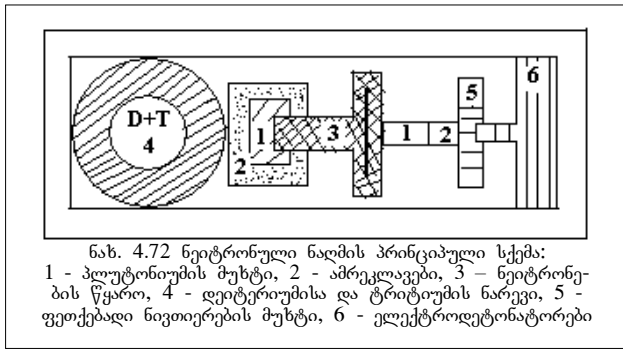 D+T
4
1
2
3
1
2
5
6
ნახ. 4.72 ნეიტრონული ნაღმის პრინციპული სქემა:
1 - პლუტონიუმის მუხტი, 2 - ამრეკლავები, 3 – ნეიტრონე-
ბის წყარო, 4 - დეიტერიუმისა და ტრიტიუმის ნარევი, 5 -
ფეთქებადი ნივთიერების მუხტი, 6 - ელექტროდეტონატორები